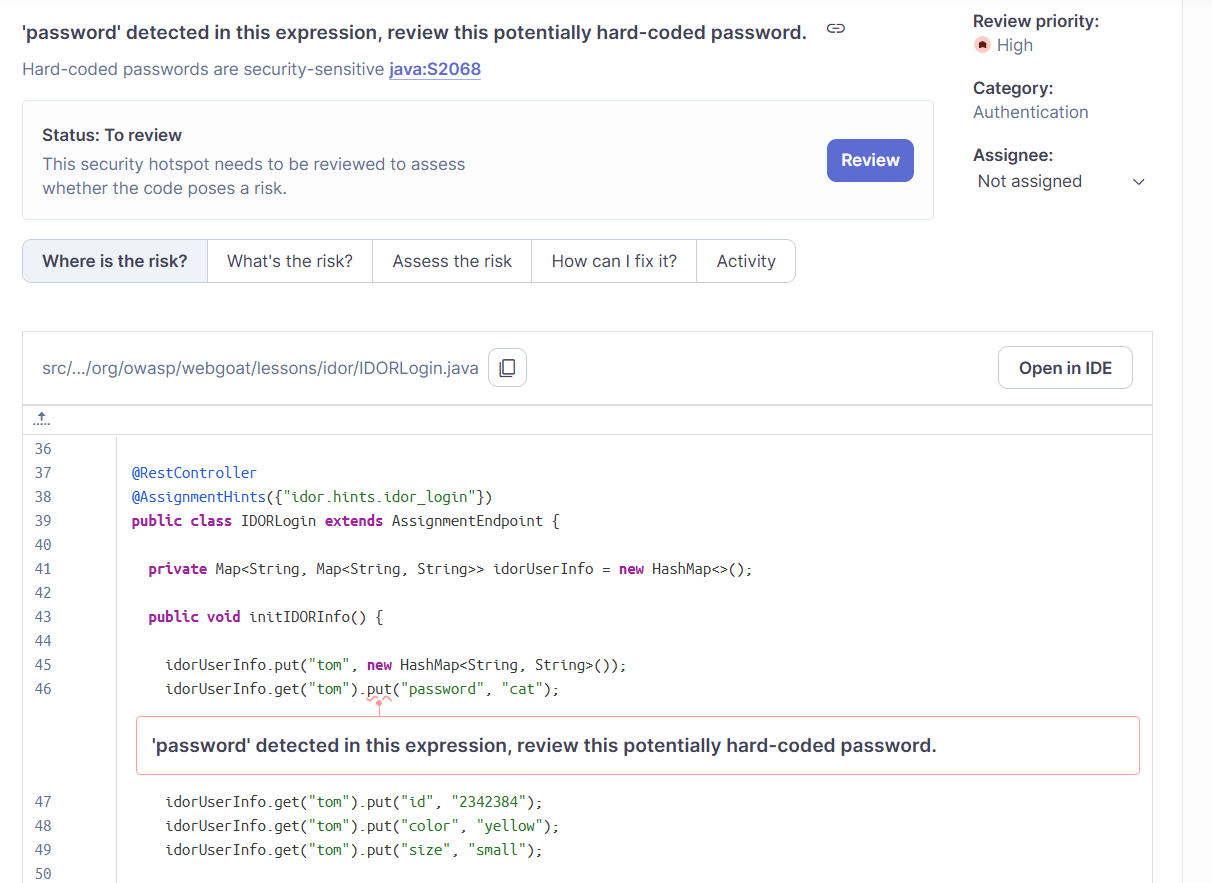 'password' detected in this expression, review this potentially hard-coded password.
Hard-coded passwords are security-sensitive java:S2068
Review priority:
High
Category:
Authentication
Assignee:
Not assigned
Status: To review
This security hotspot needs to be reviewed to assess
whether the code poses a risk.
Review
Where is the risk?
What's the risk?
Assess the risk
How can I fix it?
Activity
src/.../org/owasp/webgoat/lessons/idor/IDORLogin.java
Open in IDE
36
37 @RestController
38 @AssignmentHints({"idor.hints.idor_login"})
39 public class IDORLogin extends AssignmentEndpoint {
40
41 private Map<String, Map<String, String>> idorUserInfo = new HashMap<>();
42
43 public void initIDORInfo() {
44
45 idorUserInfo.put("tom", new HashMap<String, String>());
46 idorUserInfo.get("tom").put("password", "cat");
'password' detected in this expression, review this potentially hard-coded password.
47 idorUserInfo.get("tom").put("id", "2342384");
48 idorUserInfo.get("tom").put("color", "yellow");
49 idorUserInfo.get("tom").put("size", "small");
50